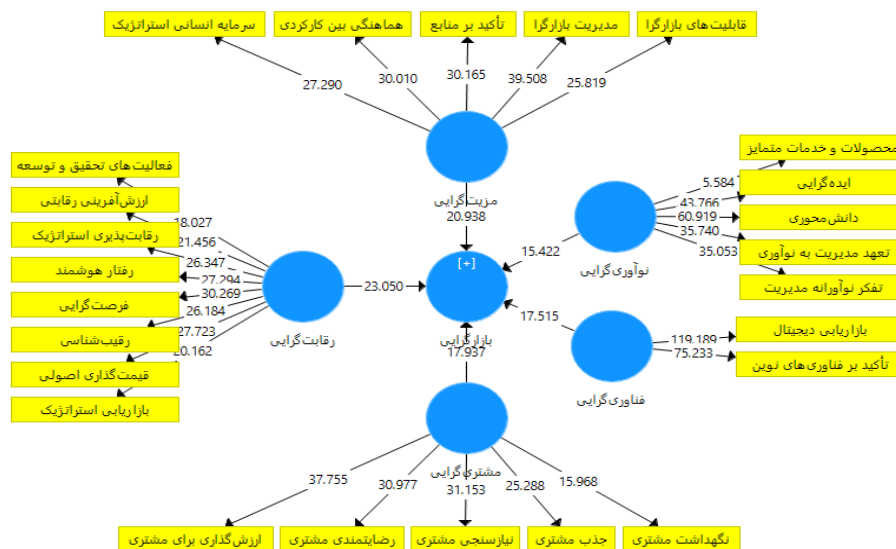 سرمایه انسانی استراتژیک
هماهنگی بین کارکردی
تأکید بر منابع
مدیریت بازارگرا
قابلیت‌های بازارگرا
27.290
30.010
30.165
39.508
25.819
مزیت‌گرایی
20.938
فعالیت‌های تحقیق و توسعه
ارزش‌آفرینی رقابتی
رقابت‌پذیری استراتژیک
رفتار هوشمند
فرصت‌گرایی
رقیب‌شناسی
قیمت‌گذاری اصولی
بازاریابی استراتژیک
18.027
21.456
26.347
27.294
30.269
26.184
27.723
20.162
رقابت‌گرایی
23.050
[+]
بازارگرایی
17.937
محصولات و خدمات متمایز
ایده‌گرایی
دانش‌محوری
تعهد مدیریت به نوآوری
تفکر نوآورانه مدیریت
5.584
43.766
60.919
35.740
35.053
نوآوری‌گرایی
15.422
17.515
بازاریابی دیجیتال
تأکید بر فناوری‌های نوین
119.189
75.233
فناوری‌گرایی
مشتری‌گرایی
37.755
30.977
31.153
25.288
15.968
ارزش‌گذاری برای مشتری
رضایتمندی مشتری
نیازسنجی مشتری
جذب مشتری
نگهداشت مشتری